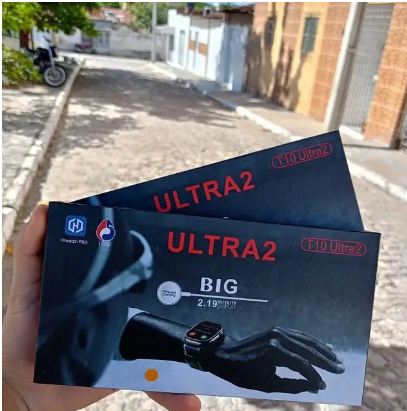 ULTRA2
T10 Ultra2
ULTRA2
T10 Ultra2
Hiwatch PRO
BIG
2.19